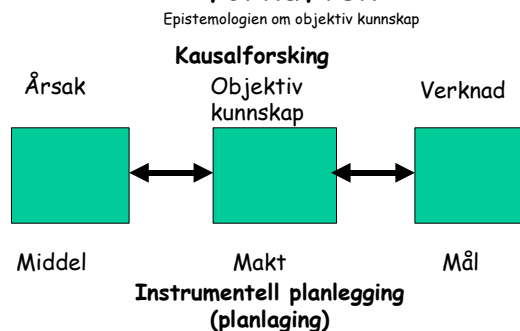 Epistemologien om objektiv kunnskap
Kausalforsking
Årsak
Objektiv
kunnskap
Verknad
Middel
Makt
Mål
Instrumentell planlegging
(planlaging)